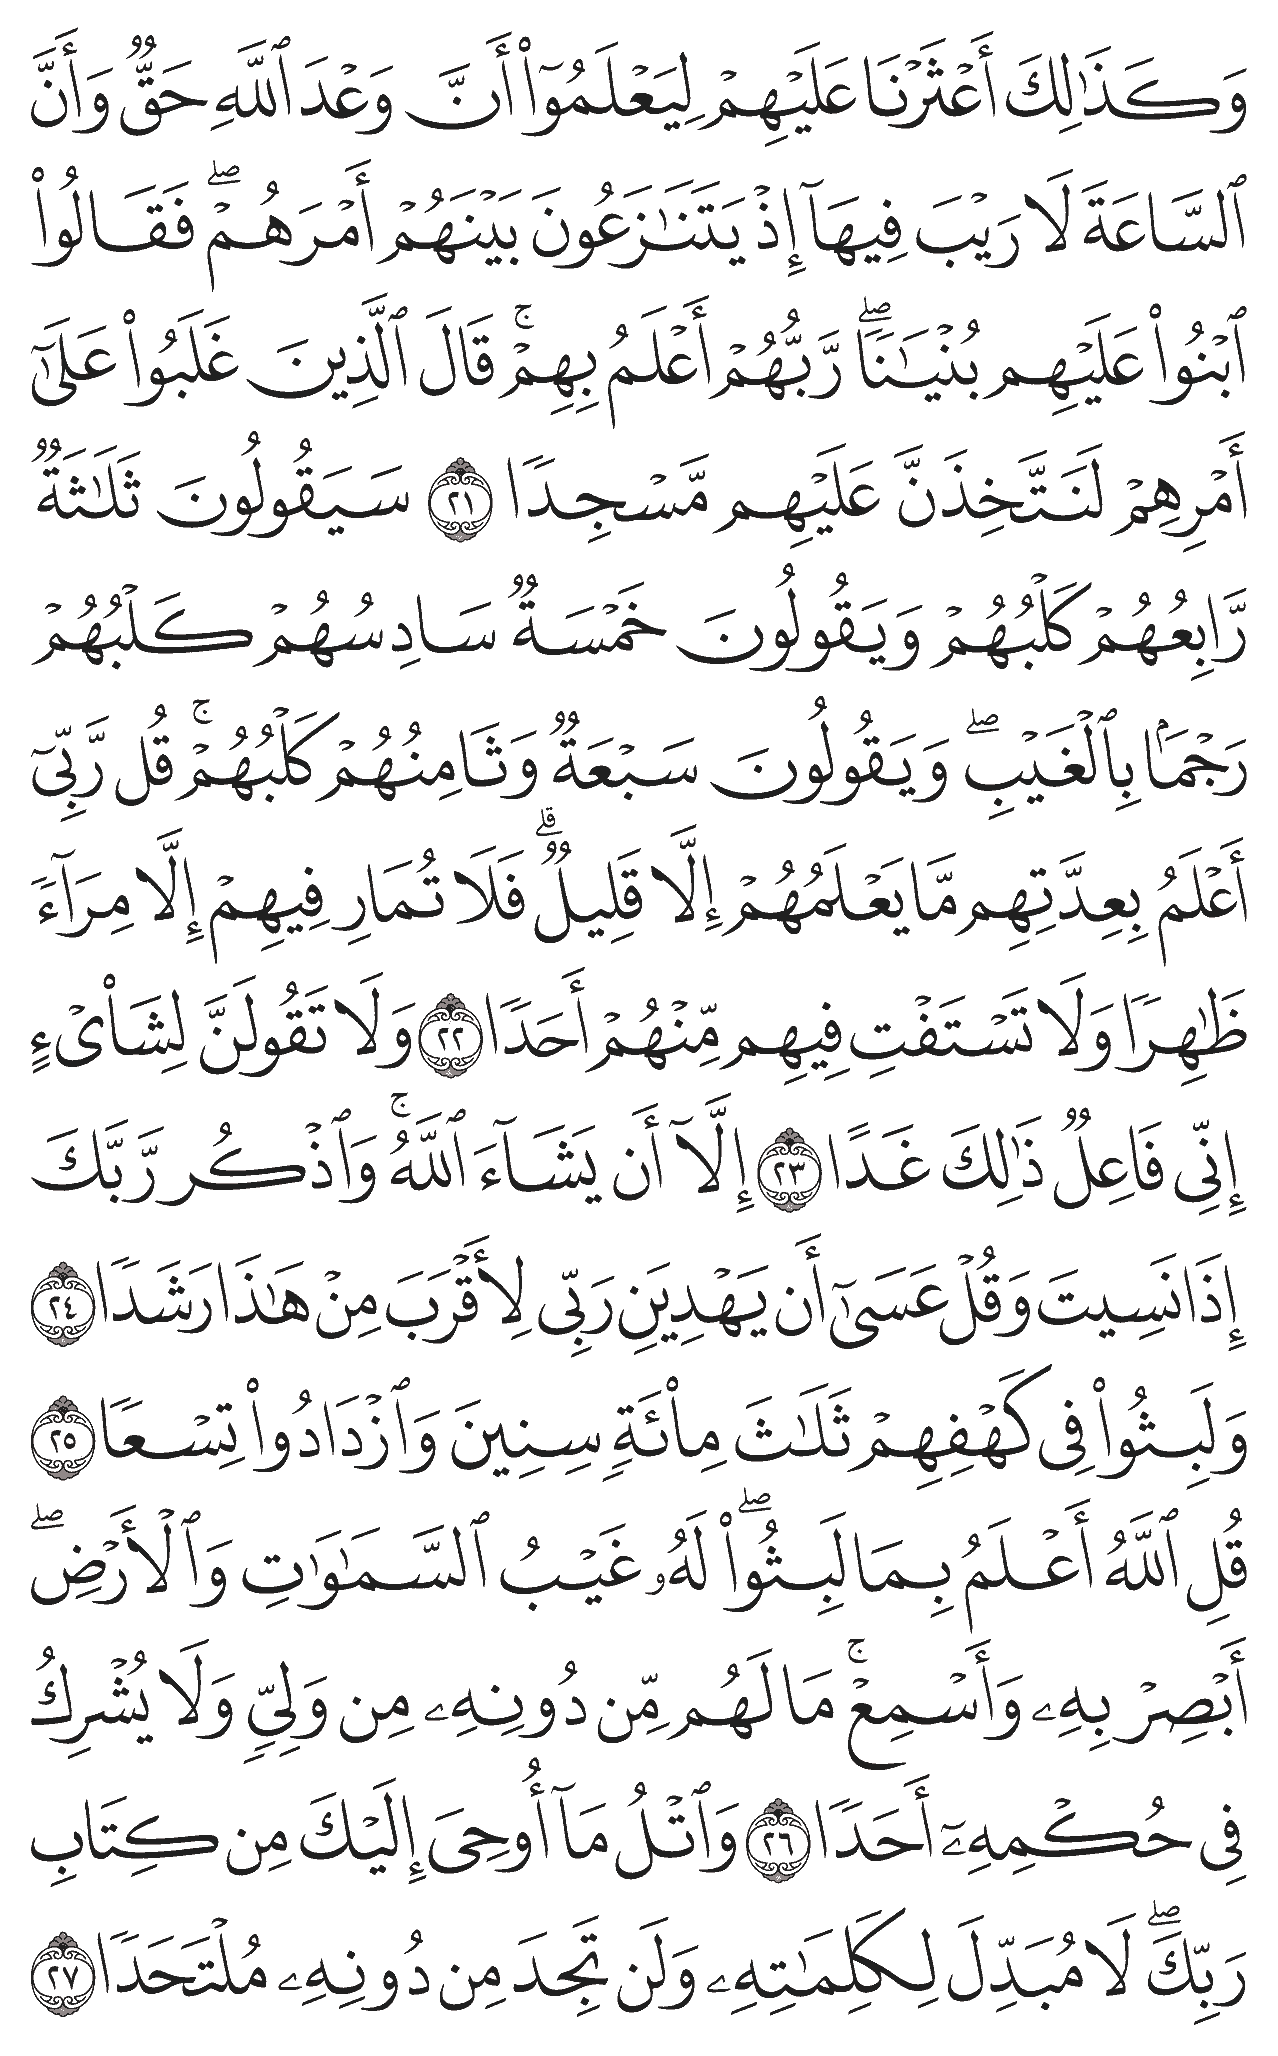 وَكَذَٰلِكَ أَعْثَرْنَا عَلَيْهِمْ لِيَعْلَمُوٓا۟ أَنَّ وَعْدَ ٱللَّهِ حَقٌّ وَأَنَّ
ٱلسَّاعَةَ لَا رَيْبَ فِيهَآ إِذْ يَتَنَٰزَعُونَ بَيْنَهُمْ أَمْرَهُمْ ۖ فَقَالُوا۟
ٱبْنُوا۟ عَلَيْهِم بُنْيَٰنًا ۖ رَّبُّهُمْ أَعْلَمُ بِهِمْ ۚ قَالَ ٱلَّذِينَ غَلَبُوا۟ عَلَىٰٓ
أَمْرِهِمْ لَنَتَّخِذَنَّ عَلَيْهِم مَّسْجِدًا ٢١ سَيَقُولُونَ ثَلَٰثَةٌ
رَّابِعُهُمْ كَلْبُهُمْ وَيَقُولُونَ خَمْسَةٌ سَادِسُهُمْ كَلْبُهُمْ
رَجْمًۢا بِٱلْغَيْبِ ۖ وَيَقُولُونَ سَبْعَةٌ وَثَامِنُهُمْ كَلْبُهُمْ ۚ قُل رَّبِّىٓ
أَعْلَمُ بِعِدَّتِهِم مَّا يَعْلَمُهُمْ إِلَّا قَلِيلٌ ۗ فَلَا تُمَارِ فِيهِمْ إِلَّا مِرَآءً
ظَٰهِرًا وَلَا تَسْتَفْتِ فِيهِم مِّنْهُمْ أَحَدًا ٢٢ وَلَا تَقُولَنَّ لِشَا۟ىْءٍ
إِنِّى فَاعِلٌ ذَٰلِكَ غَدًا ٢٣ إِلَّآ أَن يَشَآءَ ٱللَّهُ ۚ وَٱذْكُر رَّبَّكَ
إِذَا نَسِيتَ وَقُلْ عَسَىٰٓ أَن يَهْدِيَنِ رَبِّى لِأَقْرَبَ مِنْ هَٰذَا رَشَدًا ٢٤
وَلَبِثُوا۟ فِى كَهْفِهِمْ ثَلَٰثَ مِا۟ئَةٍ سِنِينَ وَٱزْدَادُوا۟ تِسْعًا ٢٥
قُلِ ٱللَّهُ أَعْلَمُ بِمَا لَبِثُوا۟ ۖ لَهُۥ غَيْبُ ٱلسَّمَٰوَٰتِ وَٱلْأَرْضِ ۖ
أَبْصِرْ بِهِۦ وَأَسْمِعْ ۚ مَا لَهُم مِّن دُونِهِۦ مِن وَلِىٍّ وَلَا يُشْرِكُ
فِى حُكْمِهِۦٓ أَحَدًا ٢٦ وَٱتْلُ مَآ أُوحِىَ إِلَيْكَ مِن كِتَابِ
رَبِّكَ ۖ لَا مُبَدِّلَ لِكَلِمَٰتِهِۦ وَلَن تَجِدَ مِن دُونِهِۦ مُلْتَحَدًا ٢٧